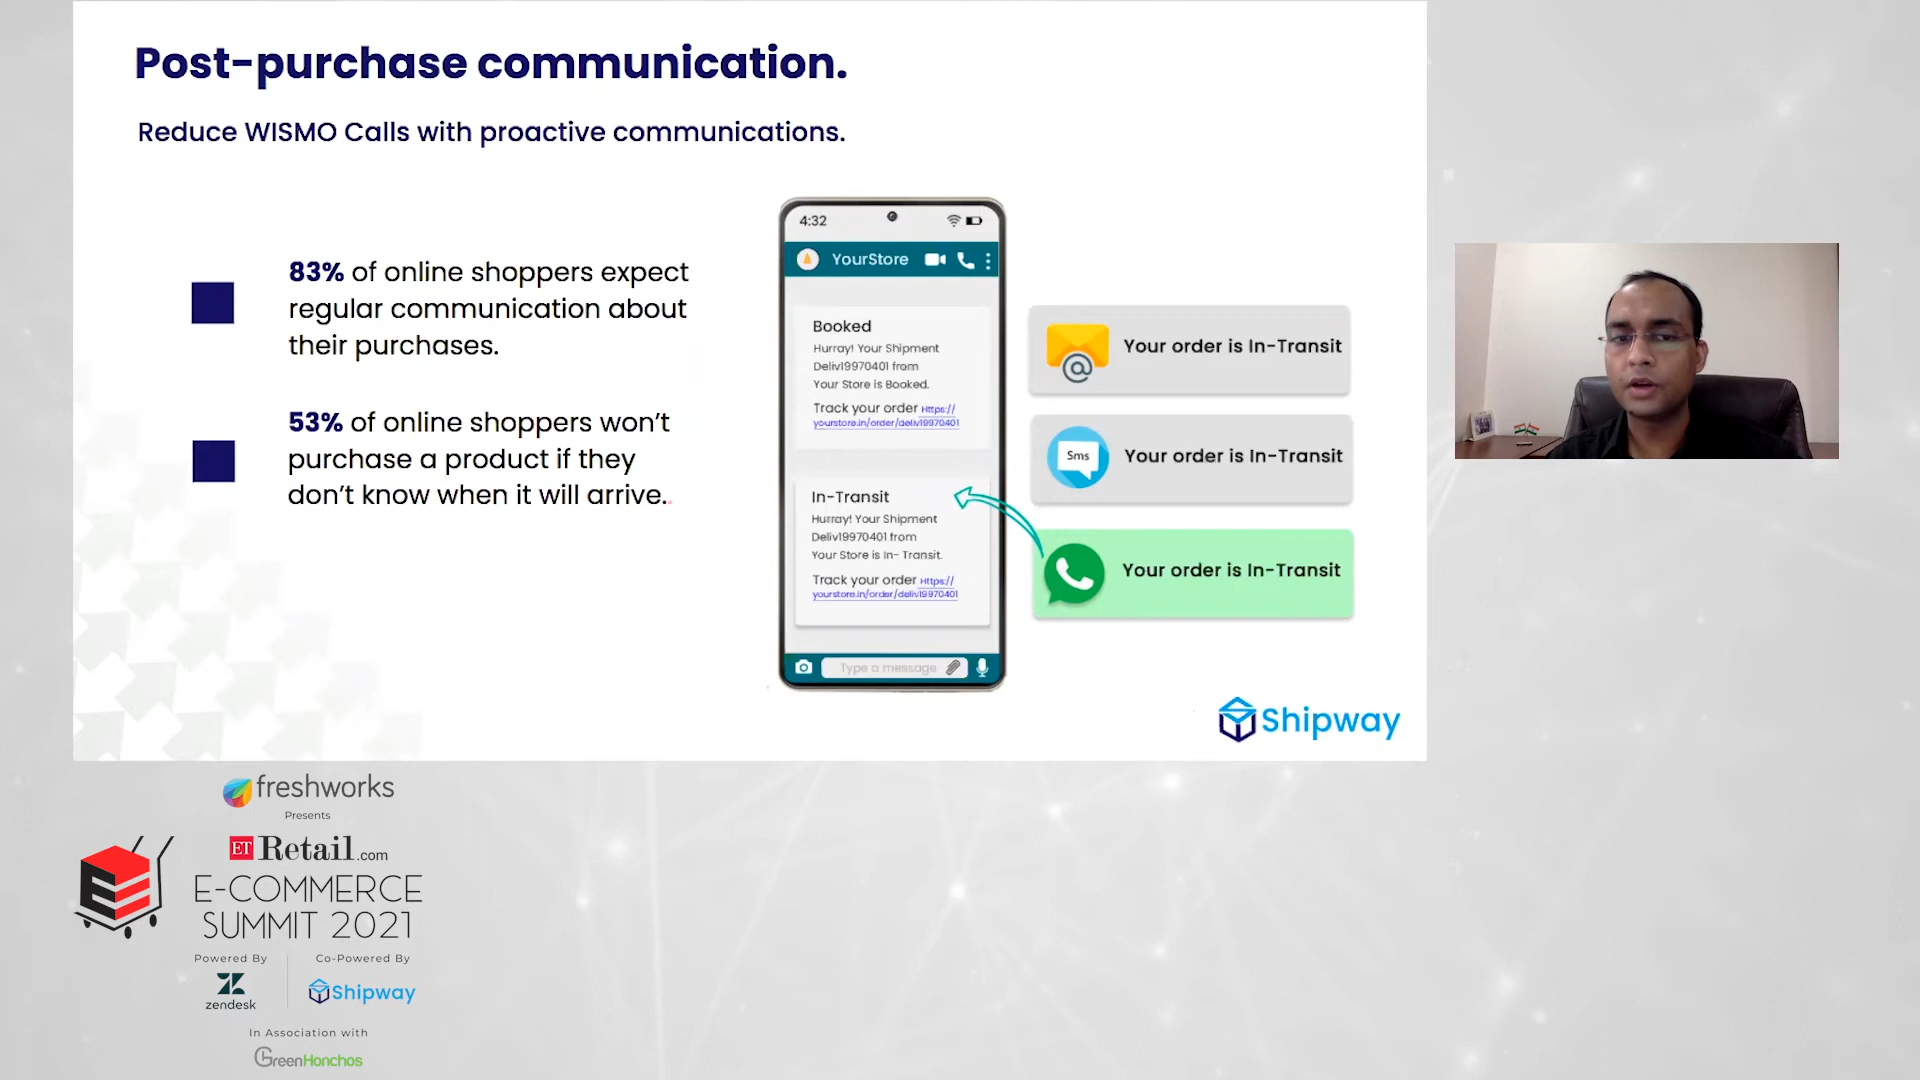 Post-purchase communication.
Reduce WISMO Calls with proactive communications.
83% of online shoppers expect
regular communication about
their purchases.
53% of online shoppers won't
purchase a product if they
don't know when it will arrive..
4:32
YourStore
Booked
Hurray! Your Shipment
Deliv19970401 from
Your Store is Booked.
Track your order Https://
yourstore.in/order/deliv19970401
In-Transit
Hurray! Your Shipment
Deliv19970401 from
Your Store is In- Transit.
Track your order Https://
yourstore.in/order/deliv19970401
Type a message
@
Your order is In-Transit
Sms
Your order is In-Transit
Your order is In-Transit
Shipway
freshworks
Presents
ET Retail.com
E-COMMERCE
SUMMIT 2021
Powered By
zendesk
Co-Powered By
Shipway
In Association with
GreenHonchos